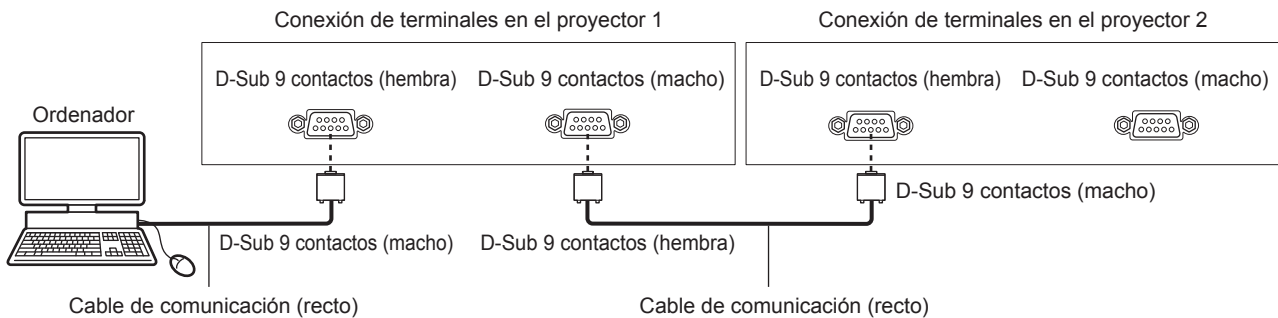 Conexión de terminales en el proyector 1
Conexión de terminales en el proyector 2
D-Sub 9 contactos (hembra)
D-Sub 9 contactos (macho)
D-Sub 9 contactos (hembra)
D-Sub 9 contactos (macho)
Ordenador
D-Sub 9 contactos (macho)
D-Sub 9 contactos (macho)
D-Sub 9 contactos (hembra)
Cable de comunicación (recto)
Cable de comunicación (recto)